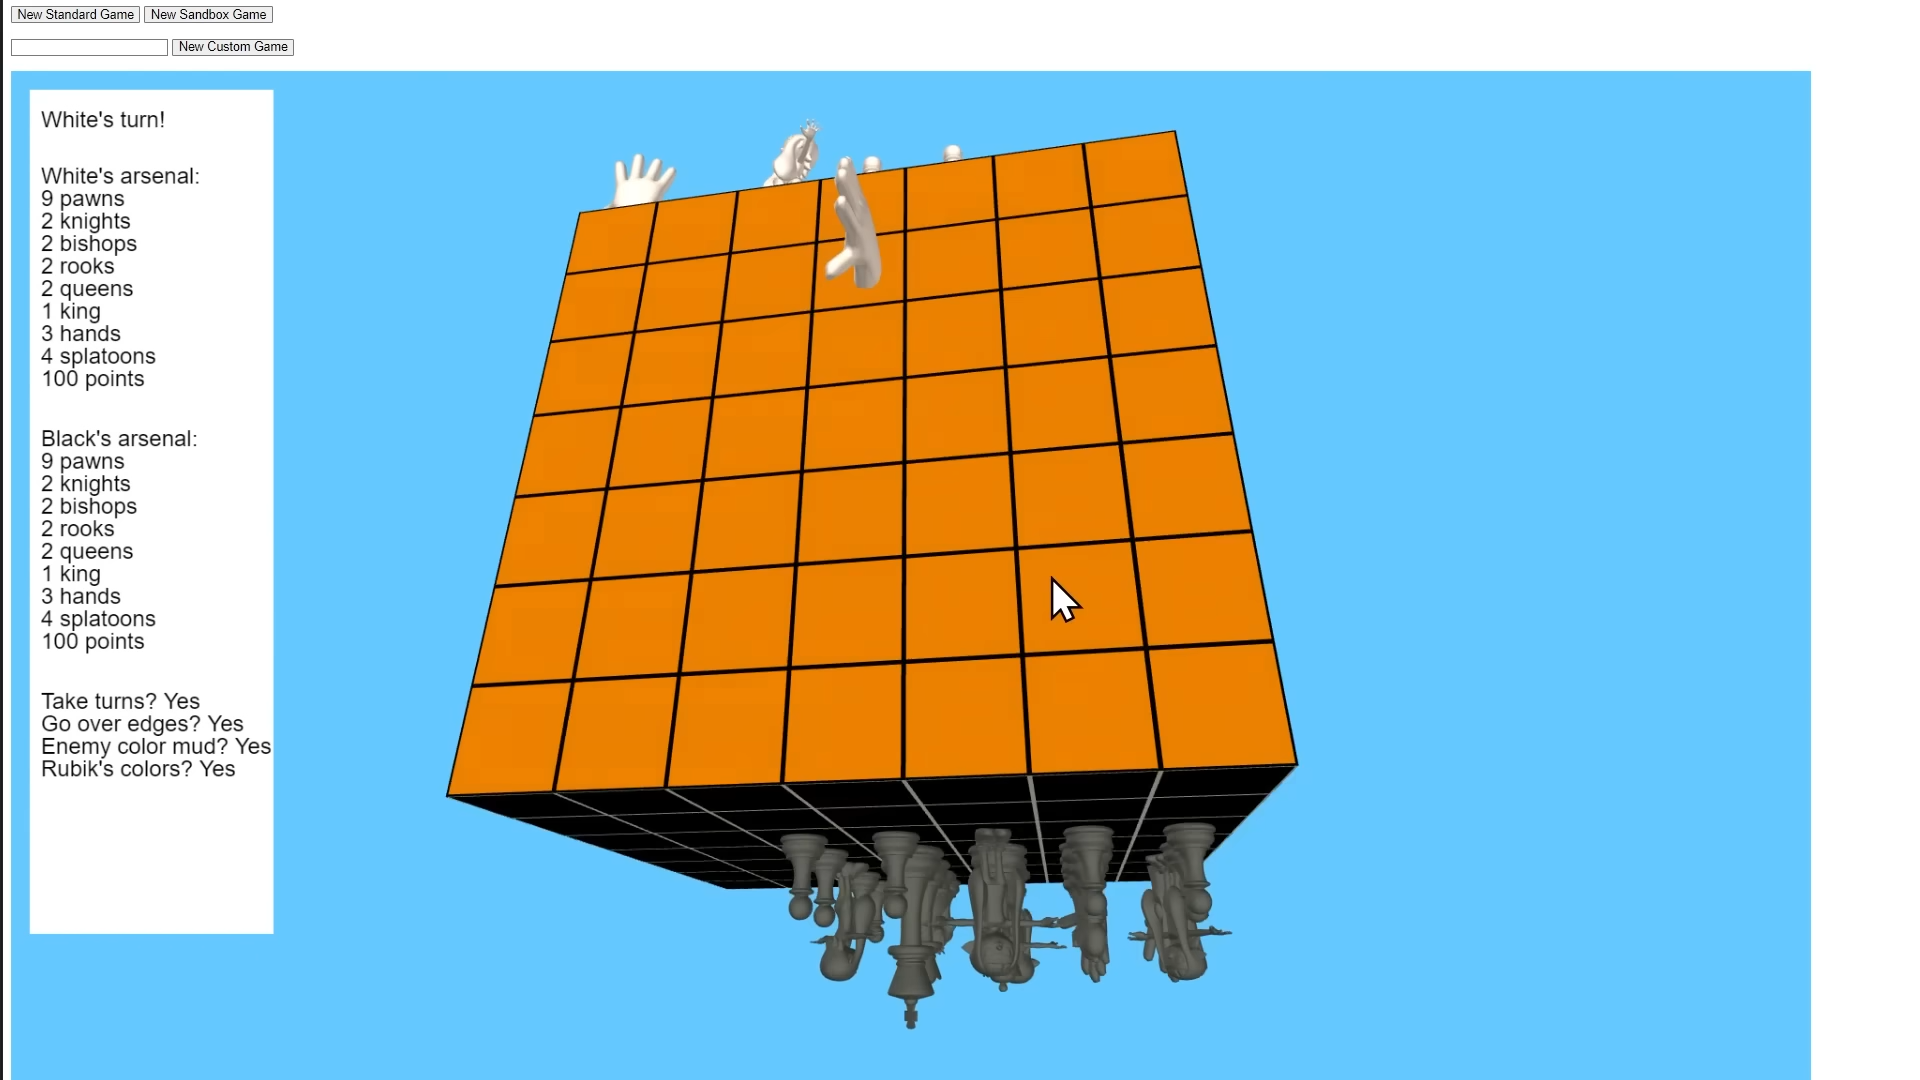 New Standard Game New Sandbox Game
New Custom Game
White's turn!
White's arsenal:
9 pawns
2 knights
2 bishops
2 rooks
2 queens
1 king
3 hands
4 splatoons
100 points
Black's arsenal:
9 pawns
2 knights
2 bishops
2 rooks
2 queens
1 king
3 hands
4 splatoons
100 points
Take turns? Yes
Go over edges? Yes
Enemy color mud? Yes
Rubik's colors? Yes